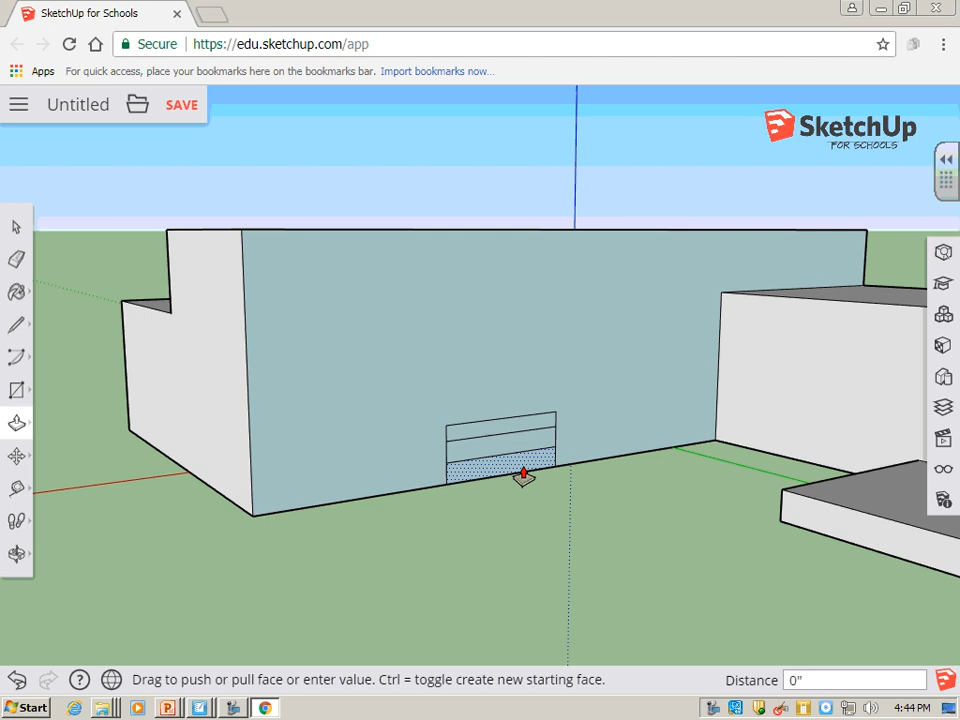 SketchUp for Schools
Secure
https://edu.sketchup.com/app
Apps
For quick access, place your bookmarks here on the bookmarks bar. Import bookmarks now...
Untitled
SAVE
SketchUp
FOR SCHOOLS
Drag to push or pull face or enter value. Ctrl = toggle create new starting face.
Distance
0"
Start
4:44 PM